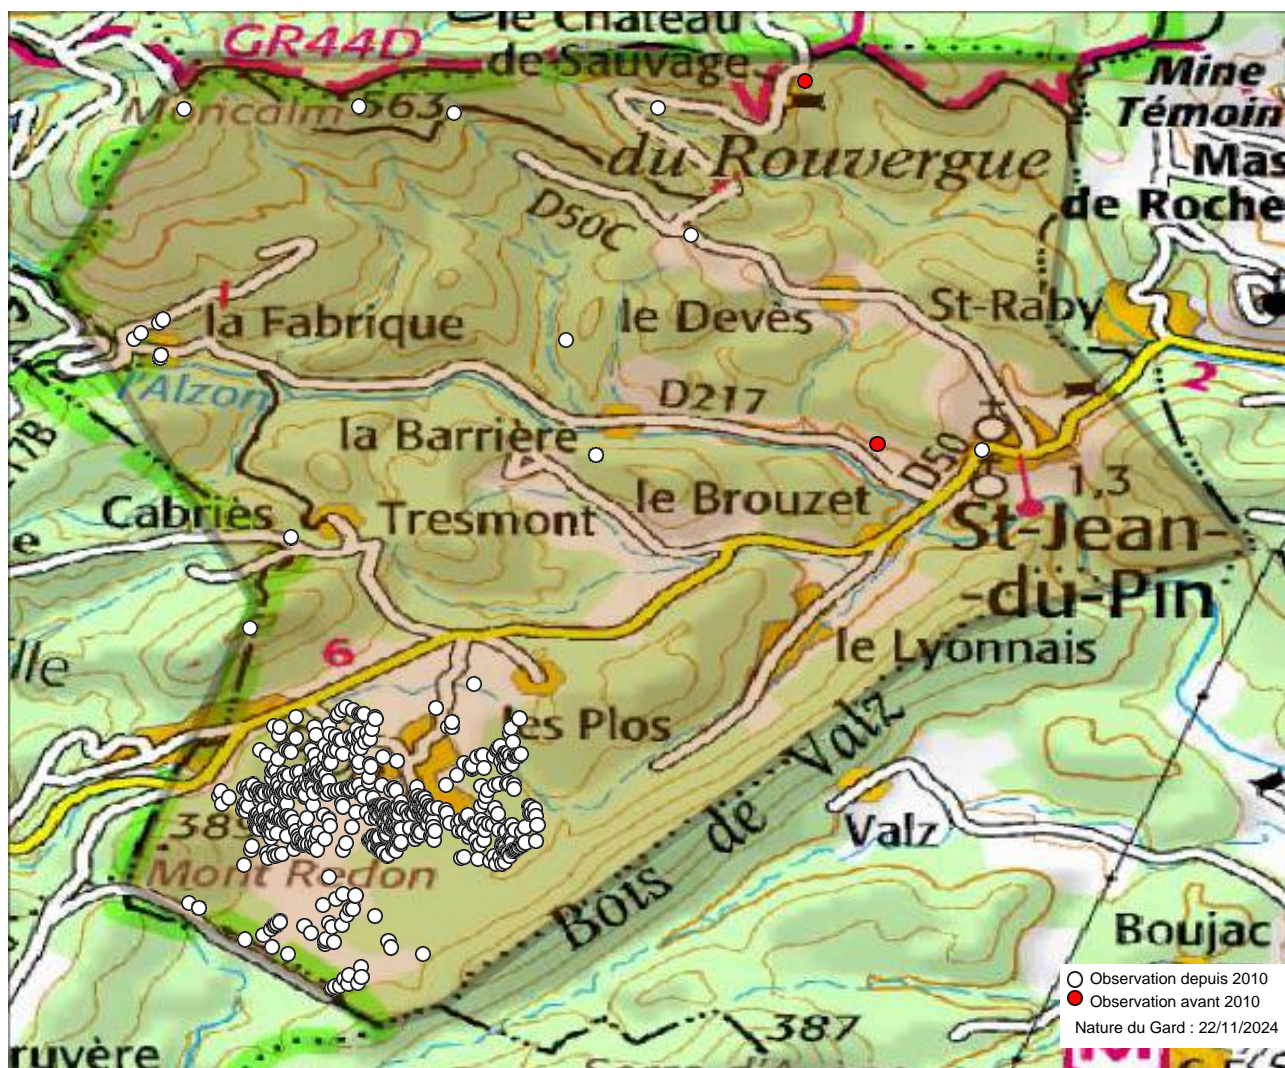 le Château
de Sauvage
GR44D
Mine
Témoin
Moncalm 563
du Rouvergue
Mas
de Roche
D50C
1
la Fabrique
le Devès
St-Raby
l'Alzon
D217
2
la Barrière
D50
1,3
le Brouzet
Cabriès
Tresmont
St-Jean-
-du-Pin
6
le Lyonnais
les Plos
Valz
Bois de Valz
Mont Redon
Boujac
387
Observation depuis 2010
Observation avant 2010
Nature du Gard : 22/11/2024